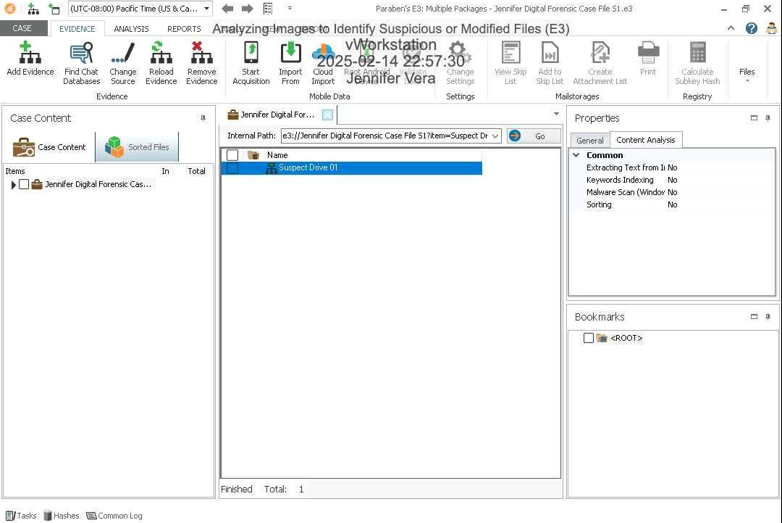 (UTC-08:00) Pacific Time (US & Ca...
Paraben's E3: Multiple Packages - Jennifer Digital Forensic Case File S1.e3
CASE EVIDENCE ANALYSIS REPORTS
Analyzing Images to Identify Suspicious or Modified Files (E3)
vWorkstation
2025-02-14 22:57:30
Jennifer Vera
Add Evidence
Find Chat Databases
Change Source
Reload Evidence
Remove Evidence
Start Acquisition
Import From
Cloud Import
Change Settings
View Skip List
Add to Skip List
Create Attachment List
Print
Calculate Subkey Hash
Files
Evidence
Mobile Data
Settings
Mailstorages
Registry
Case Content
Case Content
Sorted Files
Items In Total
Jennifer Digital Forensic Cas...
Jennifer Digital For...
Internal Path: e3://Jennifer Digital Forensic Case File S1?item=Suspect Dr
Go
Name
Suspect Drive 01
Finished Total: 1
Properties
General Content Analysis
Common
Extracting Text from I No
Keywords Indexing No
Malware Scan (Window No
Sorting No
Bookmarks
<ROOT>
Tasks Hashes Common Log